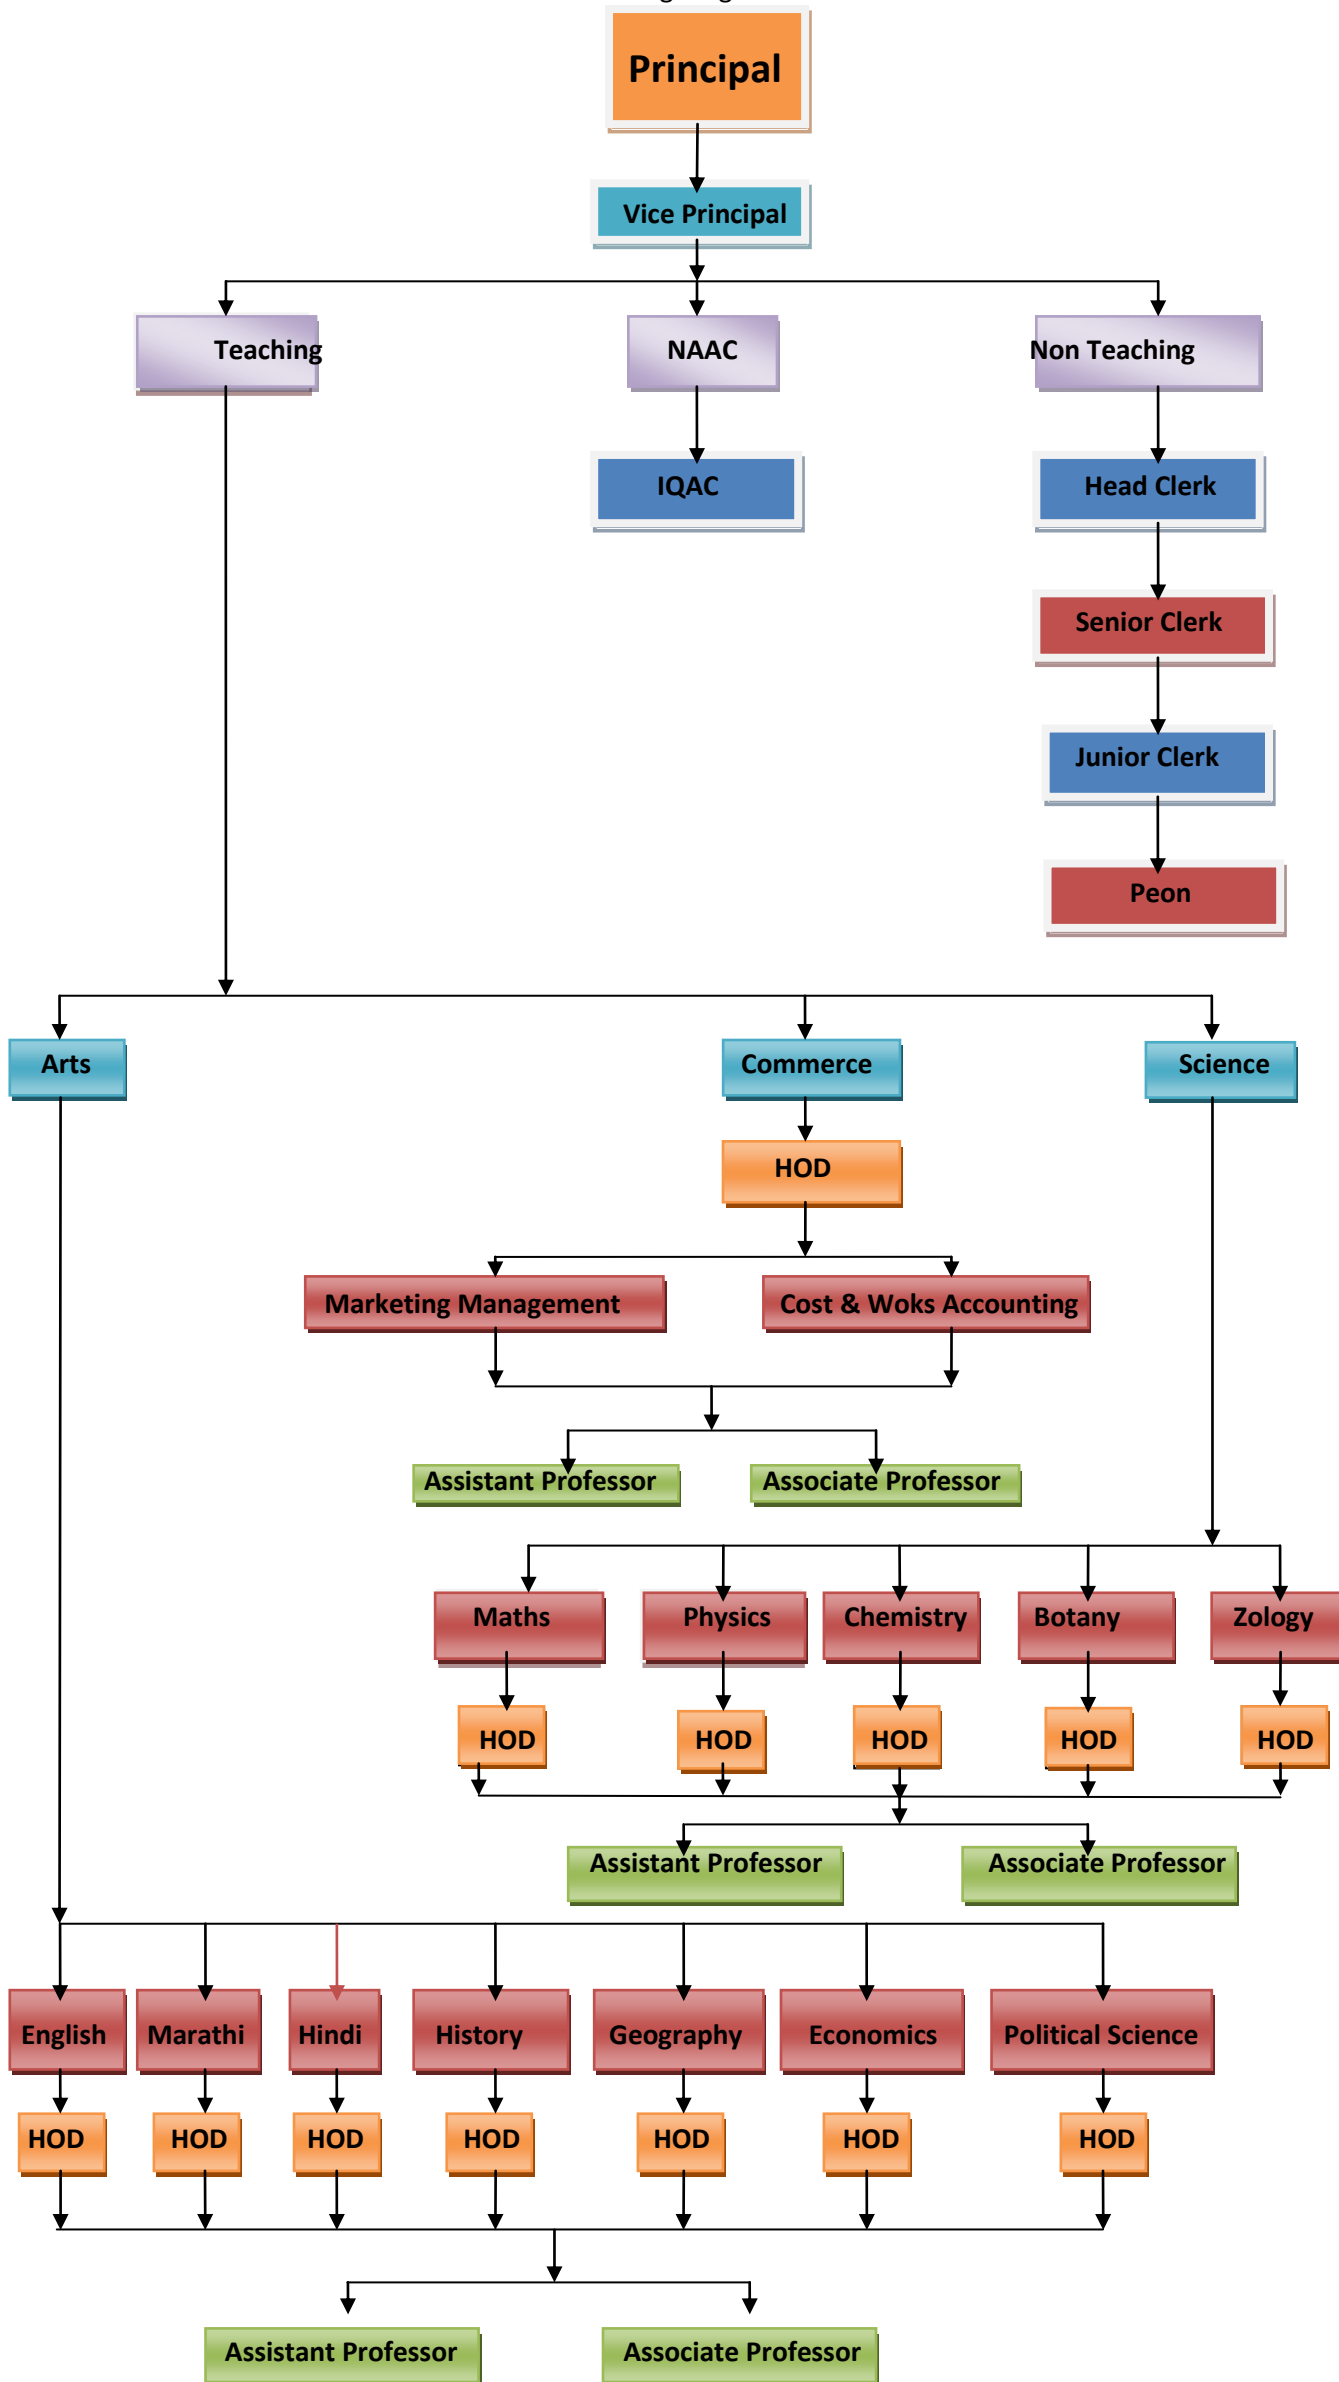 Principal
Vice Principal
Teaching
NAAC
Non Teaching
IQAC
Head Clerk
Senior Clerk
Junior Clerk
Peon
Arts
Commerce
Science
HOD
Marketing Management
Cost & Woks Accounting
Assistant Professor
Associate Professor
Maths
Physics
Chemistry
Botany
Zology
HOD
HOD
HOD
HOD
HOD
Assistant Professor
Associate Professor
English
Marathi
Hindi
History
Geography
Economics
Political Science
HOD
HOD
HOD
HOD
HOD
HOD
HOD
Assistant Professor
Associate Professor